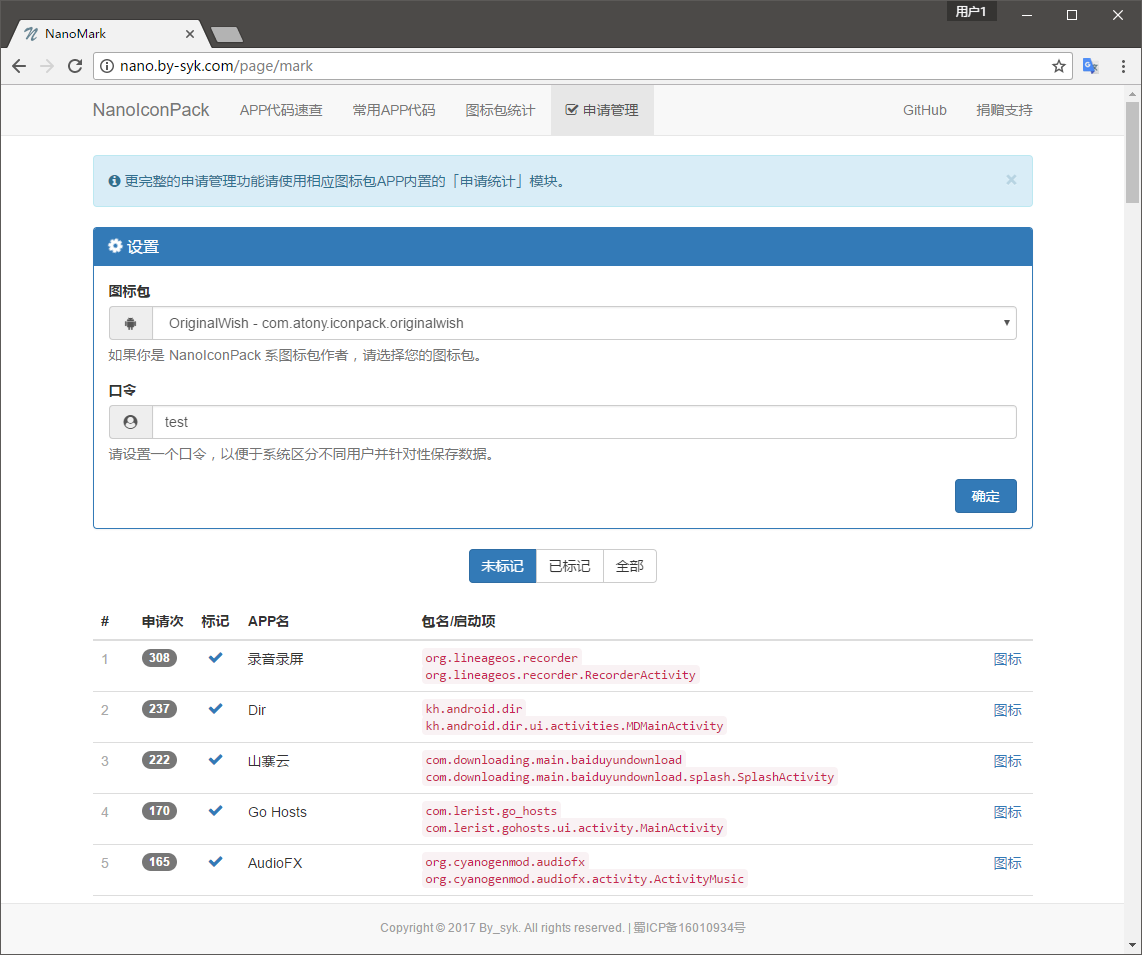 用户1
NanoMark
nano.by-syk.com/page/mark
NanoIconPack APP代码速查 常用APP代码 图标包统计 申请管理 GitHub 捐赠支持
更完整的申请管理功能请使用相应图标包APP内置的「申请统计」模块。 ×
设置
图标包
OriginalWish - com.atony.iconpack.originalwish
如果你是 NanoIconPack 系图标包作者，请选择您的图标包。
口令
test
请设置一个口令，以便于系统区分不同用户并针对性保存数据。
确定
未标记 已标记 全部
# 申请次 标记 APP名 包名/启动项
1 308 录音录屏 org.lineageos.recorder 图标
org.lineageos.recorder.RecorderActivity
2 237 Dir kh.android.dir 图标
kh.android.dir.ui.activities.MDMainActivity
3 222 山寨云 com.downloading.main.baiduyundownload 图标
com.downloading.main.baiduyundownload.splash.SplashActivity
4 170 Go Hosts com.lerist.go_hosts 图标
com.lerist.gohosts.ui.activity.MainActivity
5 165 AudioFX org.cyanogenmod.audiofx 图标
org.cyanogenmod.audiofx.activity.ActivityMusic
Copyright © 2017 By_syk. All rights reserved. | 蜀ICP备16010934号